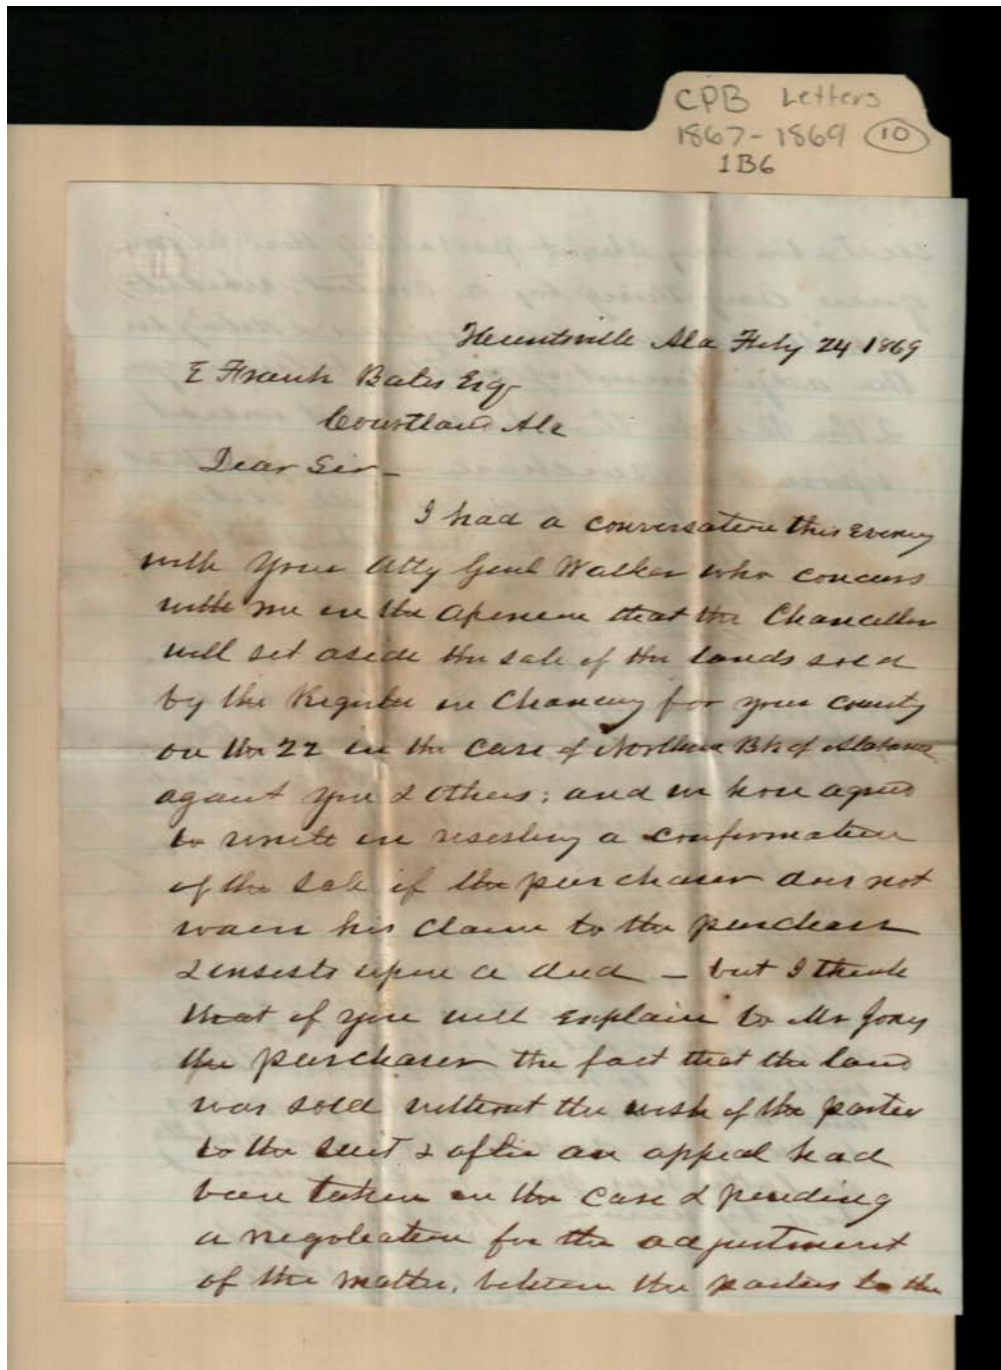 CPB Letters
1867-1869 10
1B6
Huntsville Ala Feby 24 1869
E Frank Bates Esq
Courtland Ala
Dear Sir -
I had a conversation this evening
with your Atty Genl Walker who concurs
with me in the opinion that the Chancellor
will set aside the sale of the lands sold
by the Register in Chancery for your county
on the 22 in the case of Northern Bk of Alabama
against you & others; and we have agreed
to unite in resisting a confirmation
of the sale if the purchaser does not
waive his claim to the purchase
& insists upon a deed - but I think
that if you will explain to Mr Jones
the purchaser the fact that the land
was sold without the wish of the parties
to the suit & after an appeal had
been taken in the case & pending
a negotiation for the adjustment
of the matter, between the parties to the